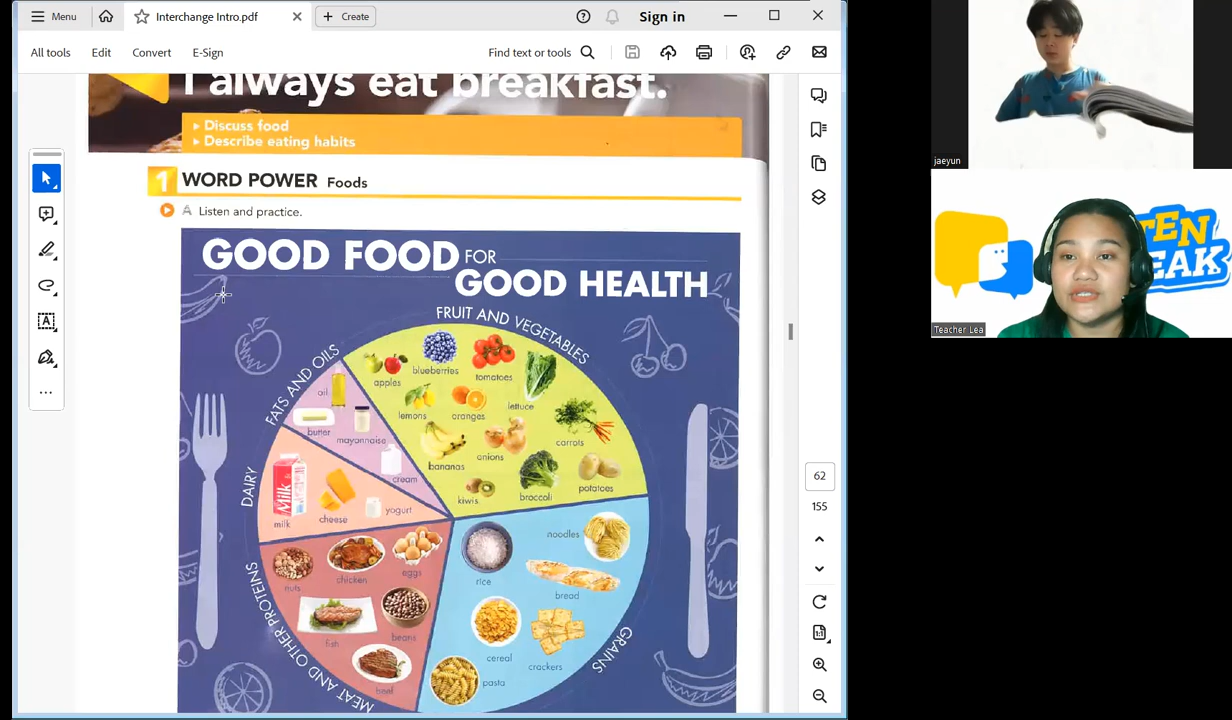 Menu
Interchange Intro.pdf
Create
Sign in
All tools
Edit
Convert
E-Sign
Find text or tools
I always eat breakfast.
Discuss food
Describe eating habits
1 WORD POWER Foods
A Listen and practice.
GOOD FOOD FOR
GOOD HEALTH
FRUIT AND VEGETABLES
apples
blueberries
tomatoes
lemons
oranges
lettuce
carrots
bananas
onions
kiwis
broccoli
potatoes
FATS AND OILS
oil
butter
mayonnaise
cream
DAIRY
milk
Milk
cheese
yogurt
MEAT AND OTHER PROTEINS
nuts
chicken
eggs
fish
beans
beef
GRAINS
rice
noodles
bread
cereal
crackers
pasta
62
155
1:1
jaeyun
TEN
EAK
Teacher Lea